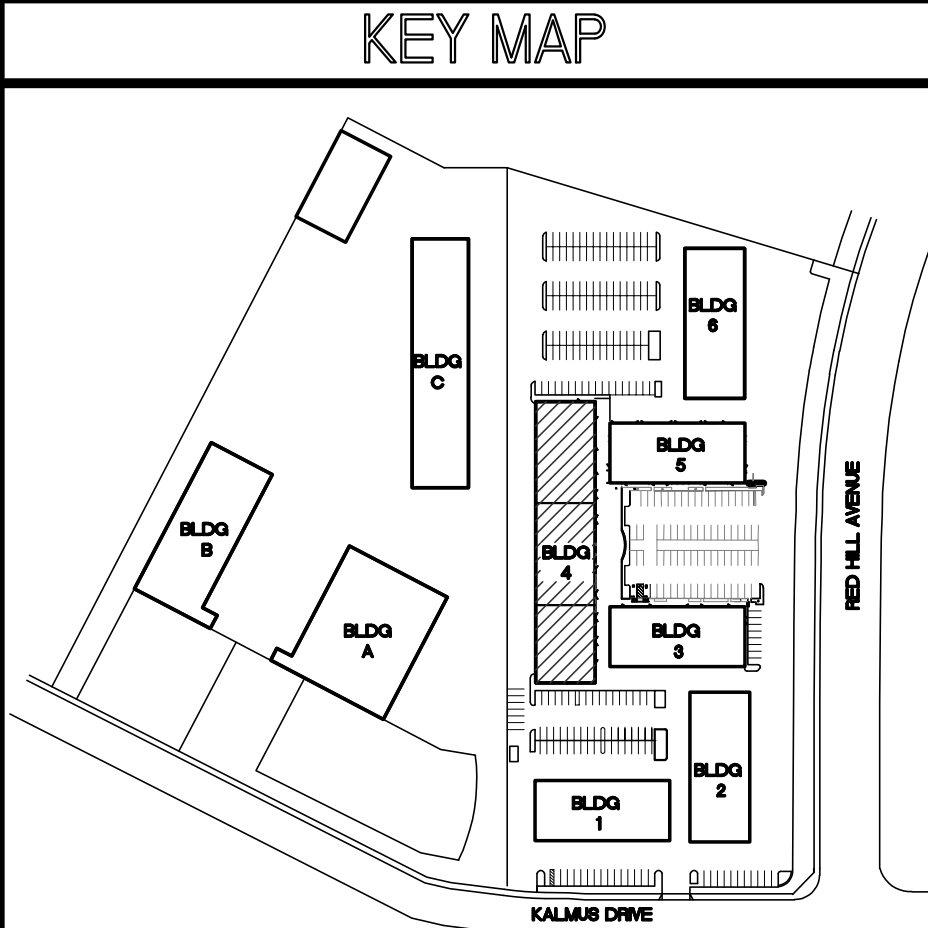 KEY MAP
BLDG
6
BLDG
C
BLDG
5
BLDG
B
BLDG
4
RED HILL AVENUE
BLDG
A
BLDG
3
BLDG
2
BLDG
1
KALMUS DRIVE